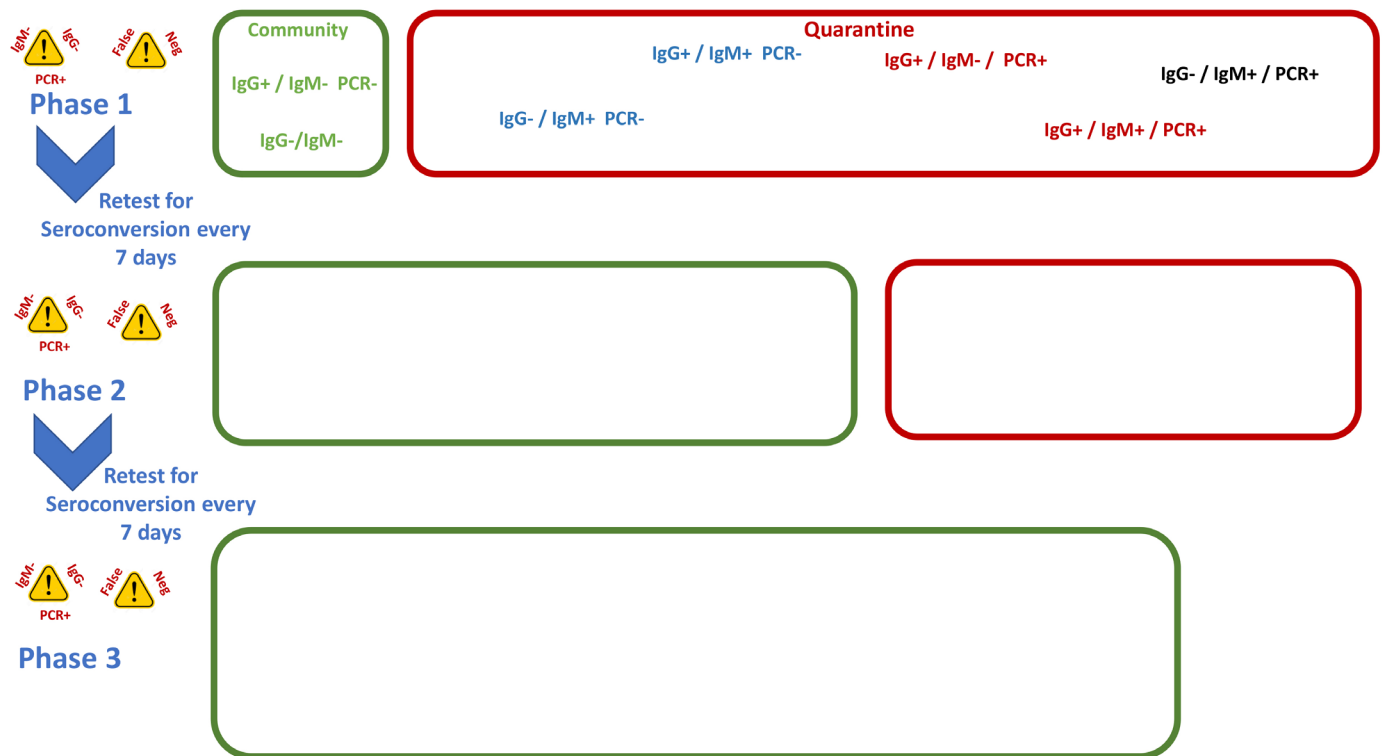 IgM- IgG- False Neg
PCR+
Phase 1
Community
IgG+ / IgM-  PCR-
IgG-/IgM-
Quarantine
IgG+ / IgM+  PCR-
IgG+ / IgM- /  PCR+
IgG- / IgM+ / PCR+
IgG- / IgM+  PCR-
IgG+ / IgM+ / PCR+
Retest for
Seroconversion every
7 days
IgM- IgG- False Neg
PCR+
Phase 2
Retest for
Seroconversion every
7 days
IgM- IgG- False Neg
PCR+
Phase 3